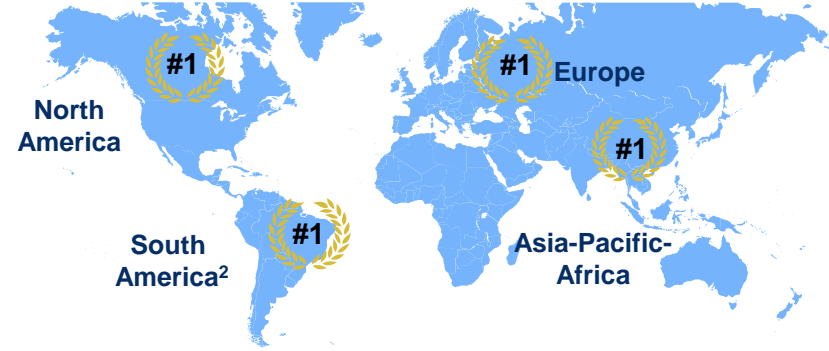 #1
#1
Europe
North
America
#1
#1
South
America²
Asia-Pacific-
Africa